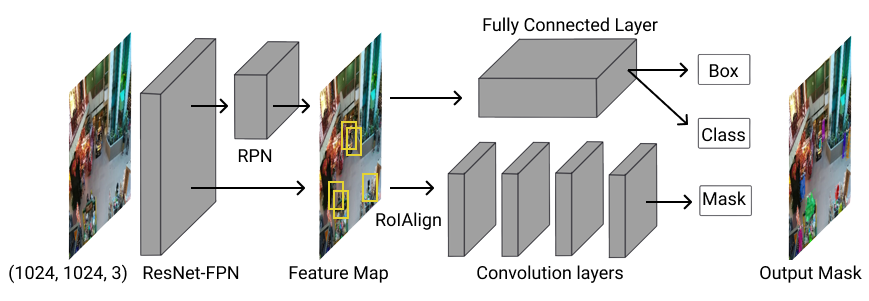 Fully Connected Layer
Box
Class
RPN
RoIAlign
Mask
(1024, 1024, 3)
ResNet-FPN
Feature Map
Convolution layers
Output Mask